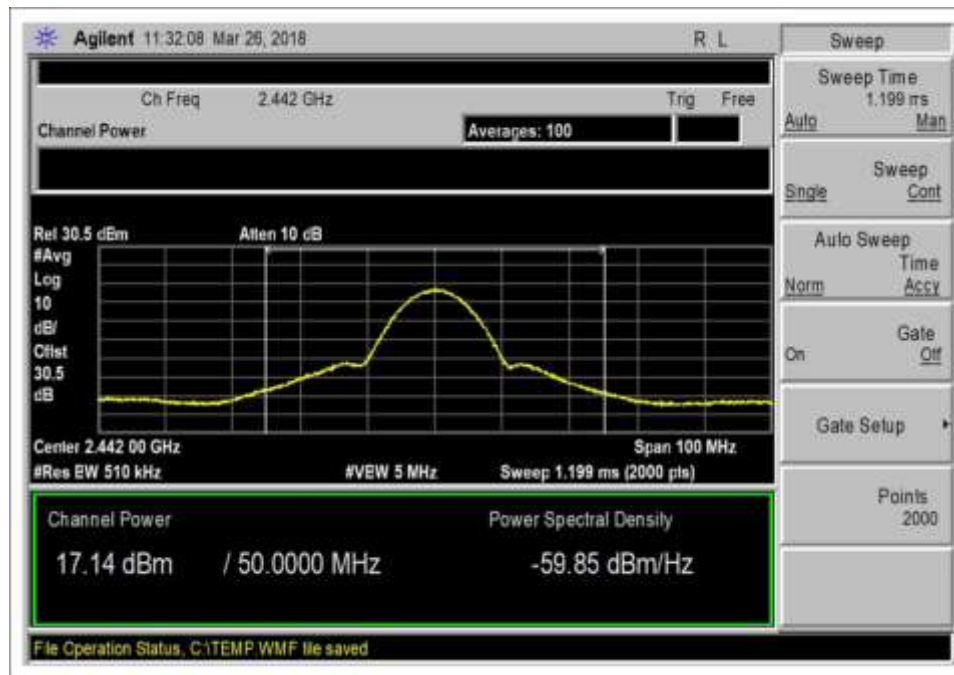 Agilent 11:32:08 Mar 26, 2018 R L
Sweep
Ch Freq 2.442 GHz Trig Free
Channel Power Averages: 100
Sweep Time
1.199 ms
Auto Man
Sweep
Single Cont
Ref 30.5 dBm Atten 10 dB
#Avg
Log
10
dB/
Offst
30.5
dB
Auto Sweep
Time
Norm Accy
Gate
On Off
Gate Setup
Center 2.442 00 GHz Span 100 MHz
#Res BW 510 kHz #VBW 5 MHz Sweep 1.199 ms (2000 pts)
Points
2000
Channel Power Power Spectral Density
17.14 dBm / 50.0000 MHz -59.85 dBm/Hz
File Operation Status, C:\TEMP.WMF file saved